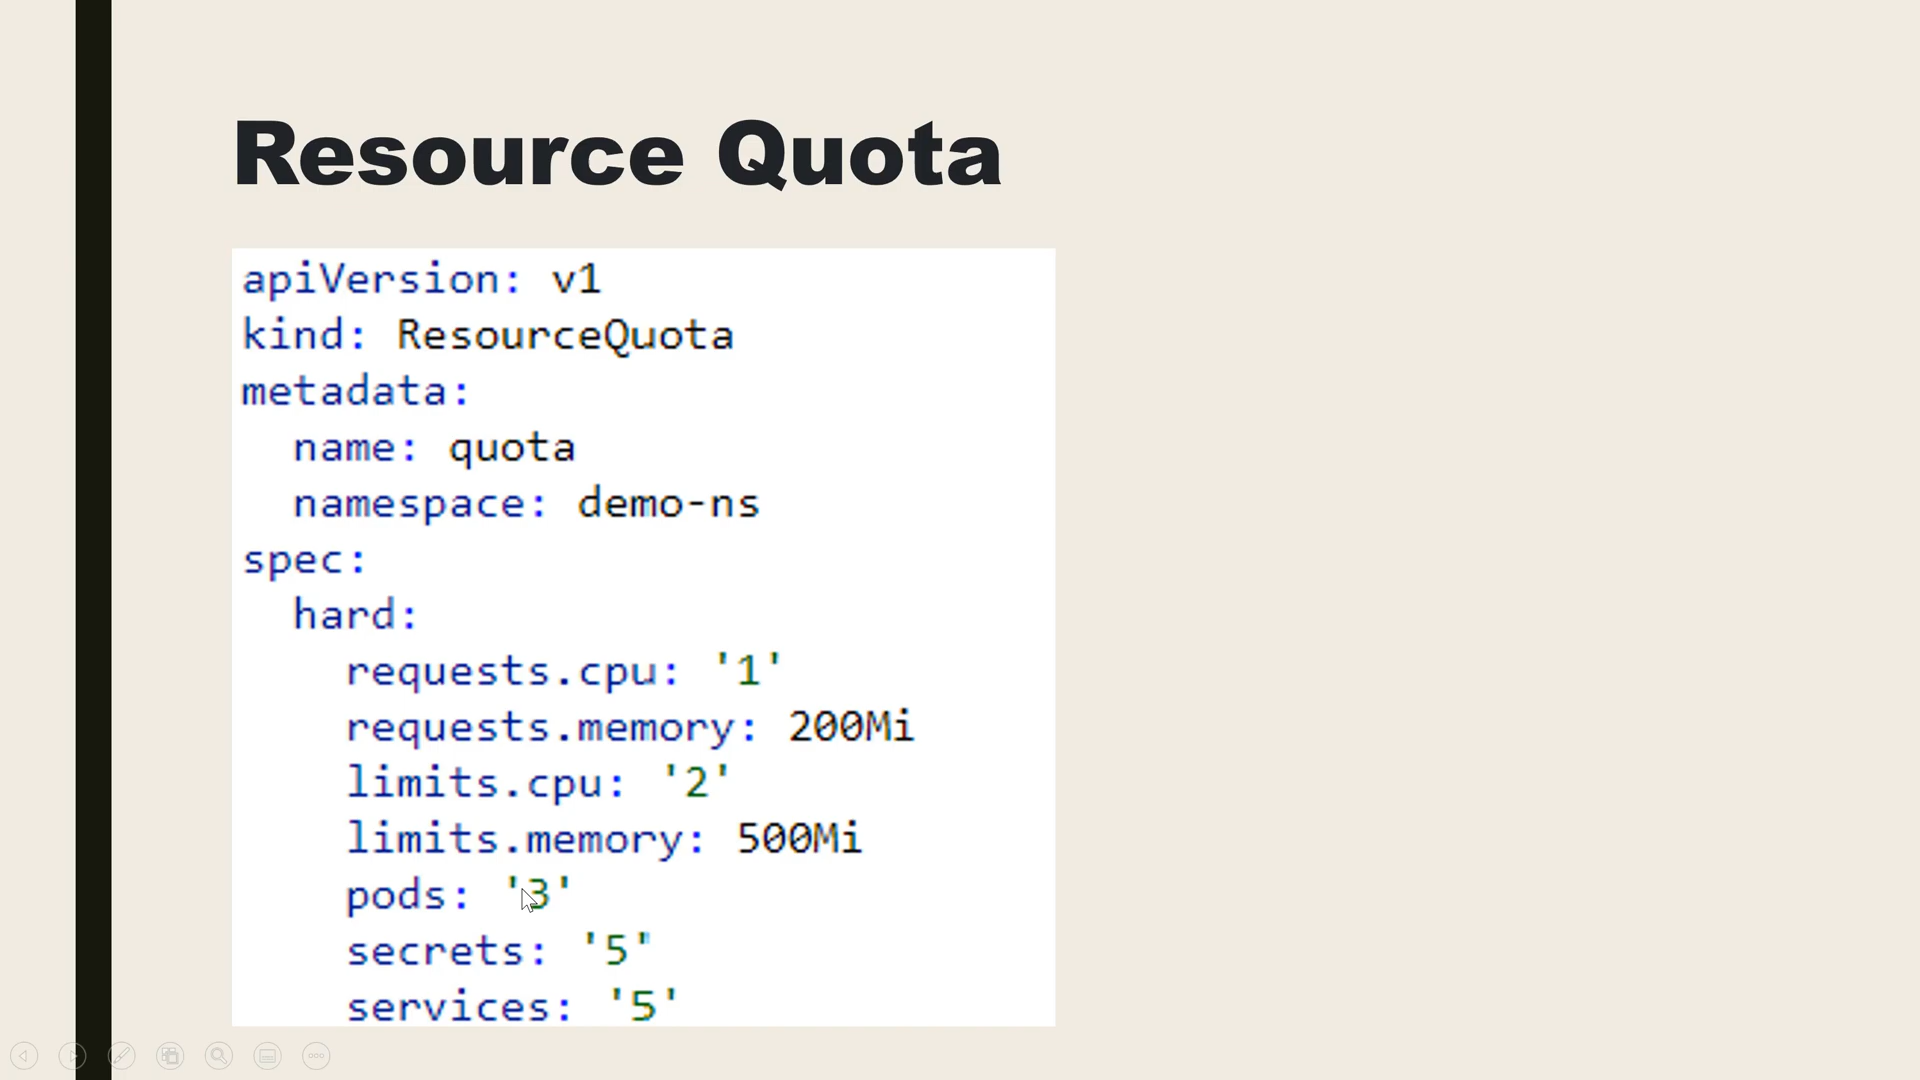 Resource Quota
apiVersion: v1
kind: ResourceQuota
metadata:
  name: quota
  namespace: demo-ns
spec:
  hard:
    requests.cpu: '1'
    requests.memory: 200Mi
    limits.cpu: '2'
    limits.memory: 500Mi
    pods: '3'
    secrets: '5"
    services: '5'